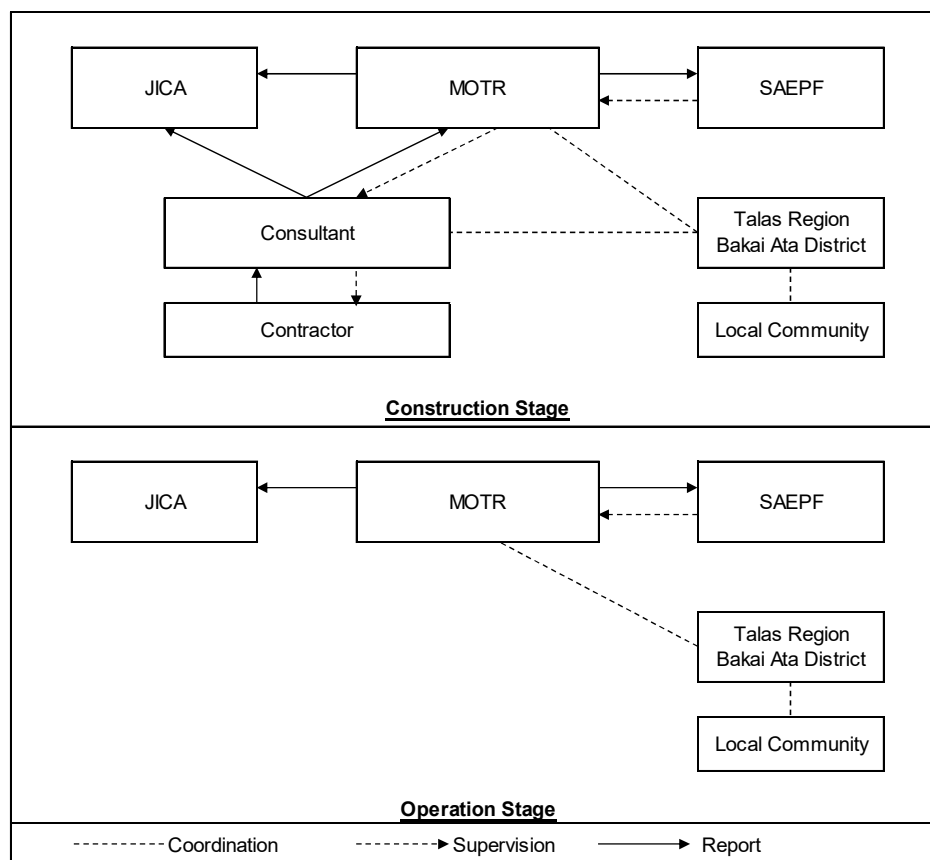 JICA
MOTR
SAEPF
Consultant
Talas Region
Bakai Ata District
Contractor
Local Community
Construction Stage
JICA
MOTR
SAEPF
Talas Region
Bakai Ata District
Local Community
Operation Stage
Coordination
Supervision
Report